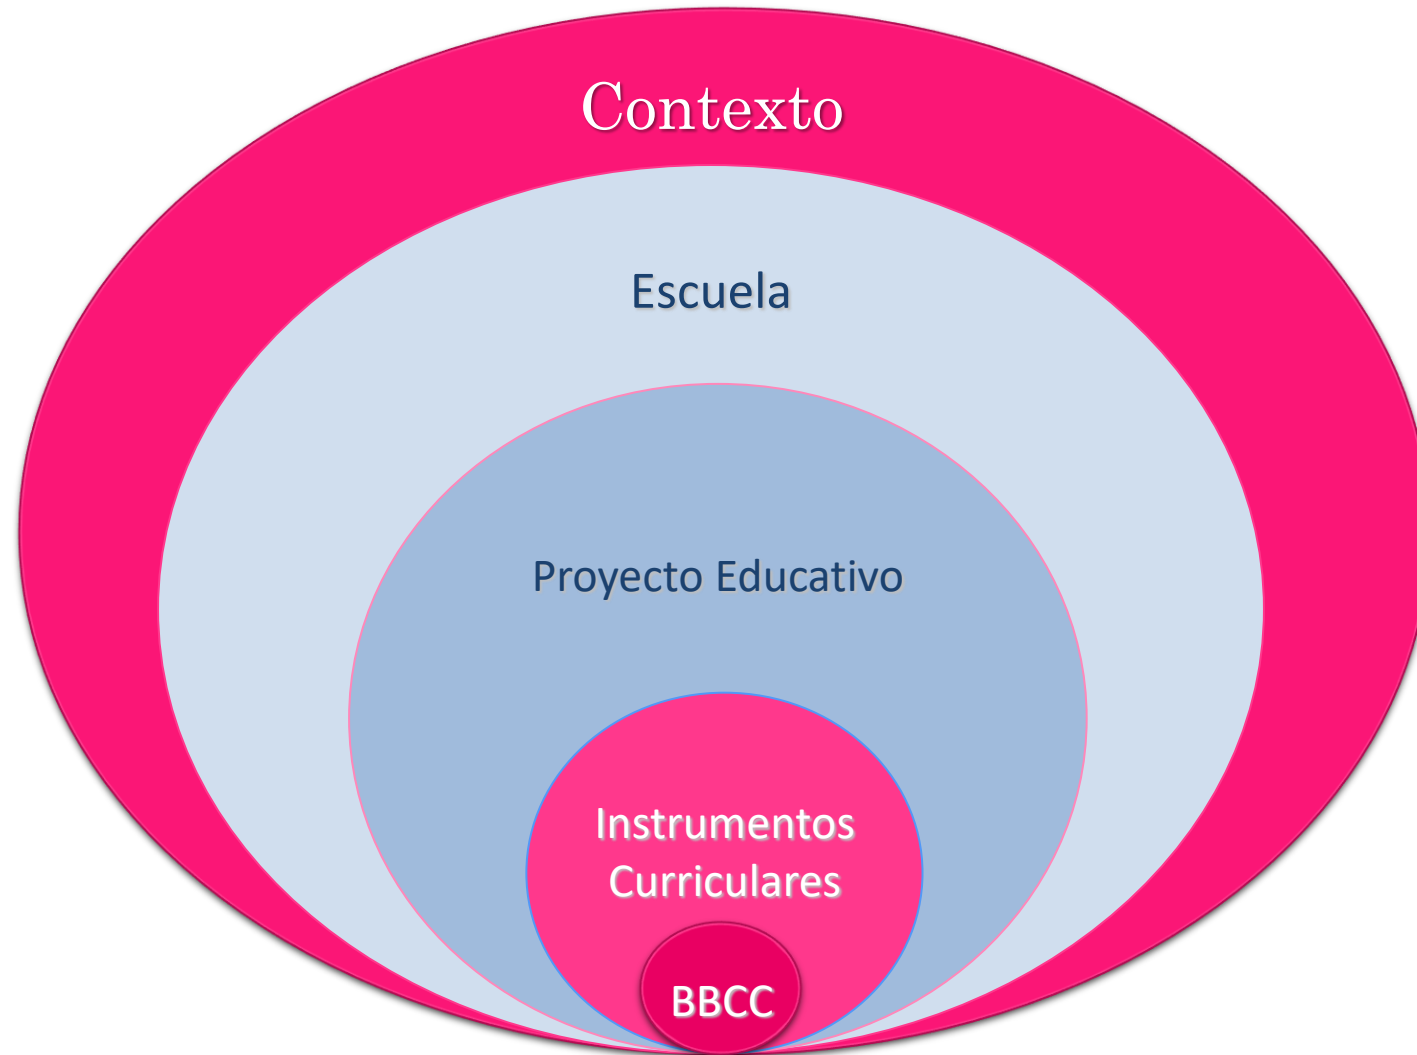 Contexto
Escuela
Proyecto Educativo
Instrumentos
Curriculares
BBCC